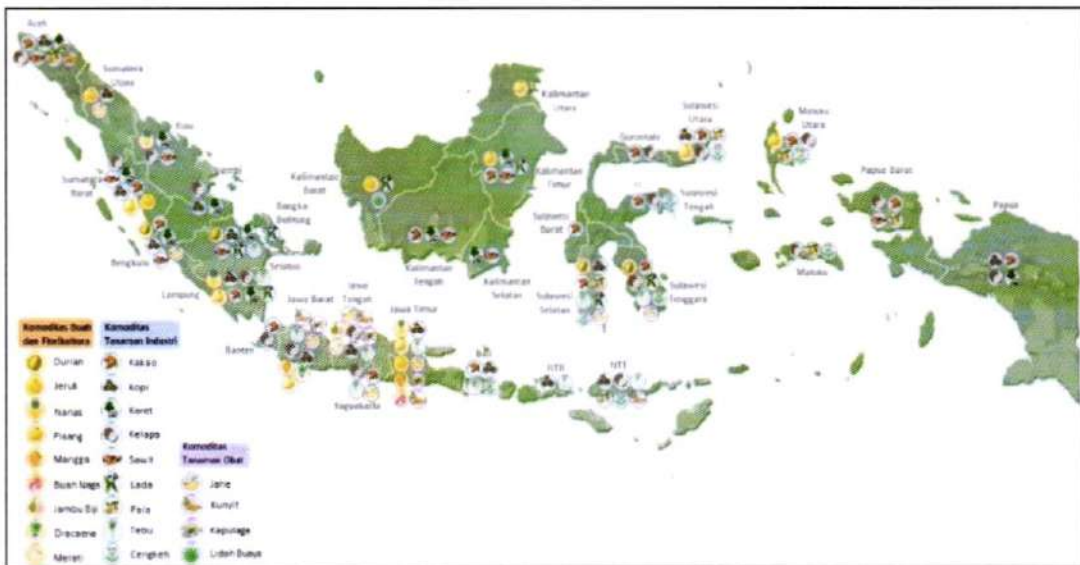 Aceh
Sumatera
Utara
Riau
Jambi
Sumatra
Barat
Bangka
Belitung
Selatan
Bengkulu
Lampung
Banten
Jawa Barat
Jawa
Tengah
Jawa Timur
Yogyakarta
Bali
NTB
NTT
Kalimantan
Barat
Kalimantan
Utara
Kalimantan
Timur
Kalimantan
Tengah
Kalimantan
Selatan
Gorontalo
Sulawesi
Utara
Sulawesi
Tengah
Sulawesi
Barat
Sulawesi
Selatan
Sulawesi
Tenggara
Maluku
Utara
Maluku
Papua Barat
Papua
Komoditas Buah
dan Florikultura
Durian
Jeruk
Nanas
Pisang
Mangga
Buah Naga
Jambu Biji
Dracaena
Melati
Komoditas
Tanaman Industri
Kakao
Kopi
Karet
Kelapa
Sawit
Lada
Pala
Tebu
Cengkeh
Komoditas
Tanaman Obat
Jahe
Kunyit
Kapulaga
Lidah Buaya